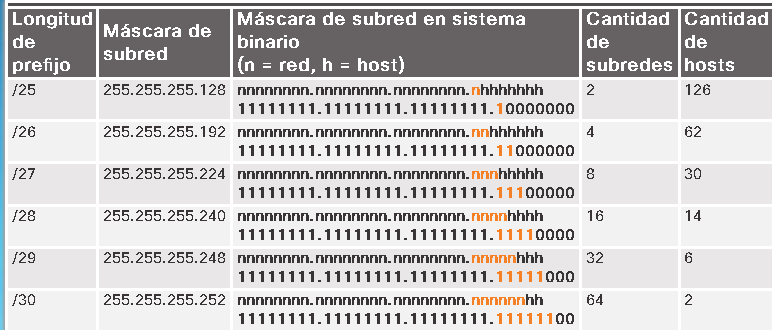 Longitud de prefijo Máscara de subred Máscara de subred en sistema binario (n = red, h = host) Cantidad de subredes Cantidad de hosts
/25 255.255.255.128 nnnnnnnn.nnnnnnnn.nnnnnnnn.nhhhhhhh 2 126
11111111.11111111.11111111.10000000
/26 255.255.255.192 nnnnnnnn.nnnnnnnn.nnnnnnnn.nnhhhhhh 4 62
11111111.11111111.11111111.11000000
/27 255.255.255.224 nnnnnnnn.nnnnnnnn.nnnnnnnn.nnnhhhhh 8 30
11111111.11111111.11111111.11100000
/28 255.255.255.240 nnnnnnnn.nnnnnnnn.nnnnnnnn.nnnnhhhh 16 14
11111111.11111111.11111111.11110000
/29 255.255.255.248 nnnnnnnn.nnnnnnnn.nnnnnnnn.nnnnnhhh 32 6
11111111.11111111.11111111.11111000
/30 255.255.255.252 nnnnnnnn.nnnnnnnn.nnnnnnnn.nnnnnnhh 64 2
11111111.11111111.11111111.11111100